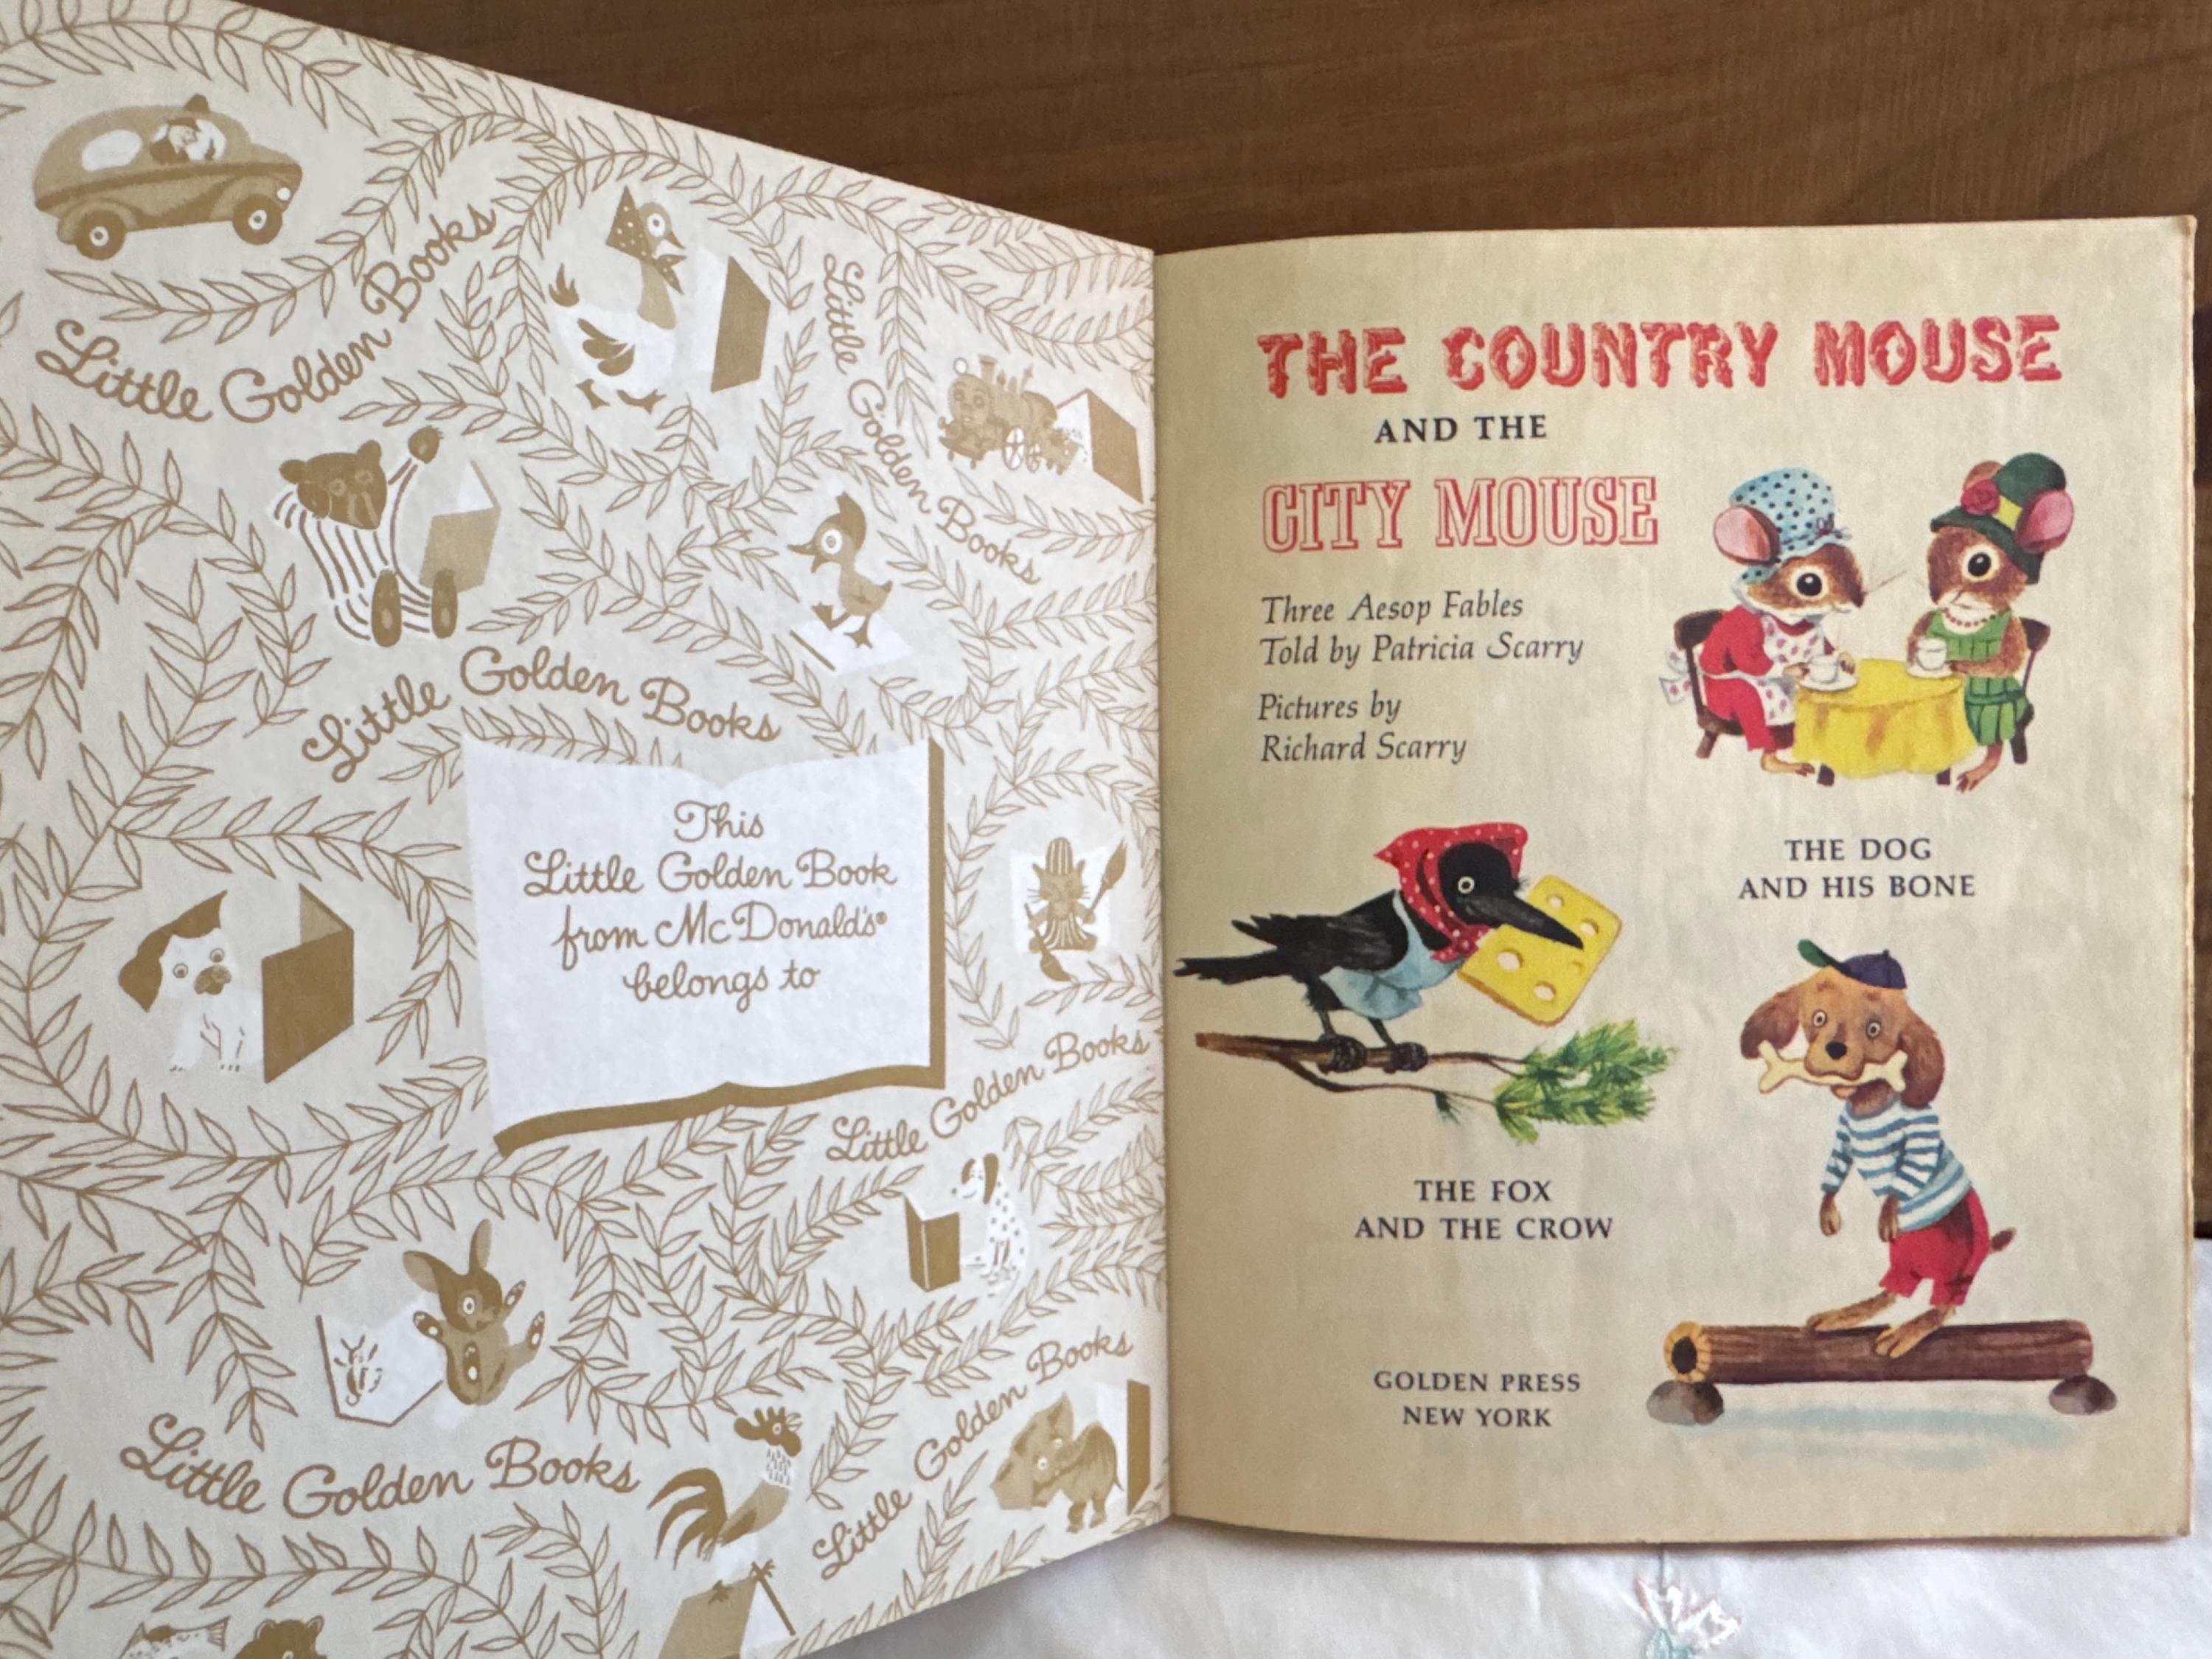 Little Golden Books
Little Golden Books
Little Golden Books
This
Little Golden Book
from McDonald's®
belongs to
Little Golden Books
Little Golden Books
Little Golden Books
THE COUNTRY MOUSE
AND THE
CITY MOUSE
Three Aesop Fables
Told by Patricia Scarry
Pictures by
Richard Scarry
THE DOG
AND HIS BONE
THE FOX
AND THE CROW
GOLDEN PRESS
NEW YORK